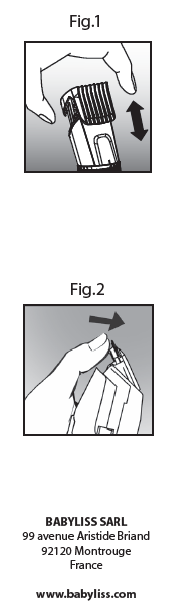 Fig.1
Fig.2
BABYLISS SARL
99 avenue Aristide Briand
92120 Montrouge
France
www.babyliss.com